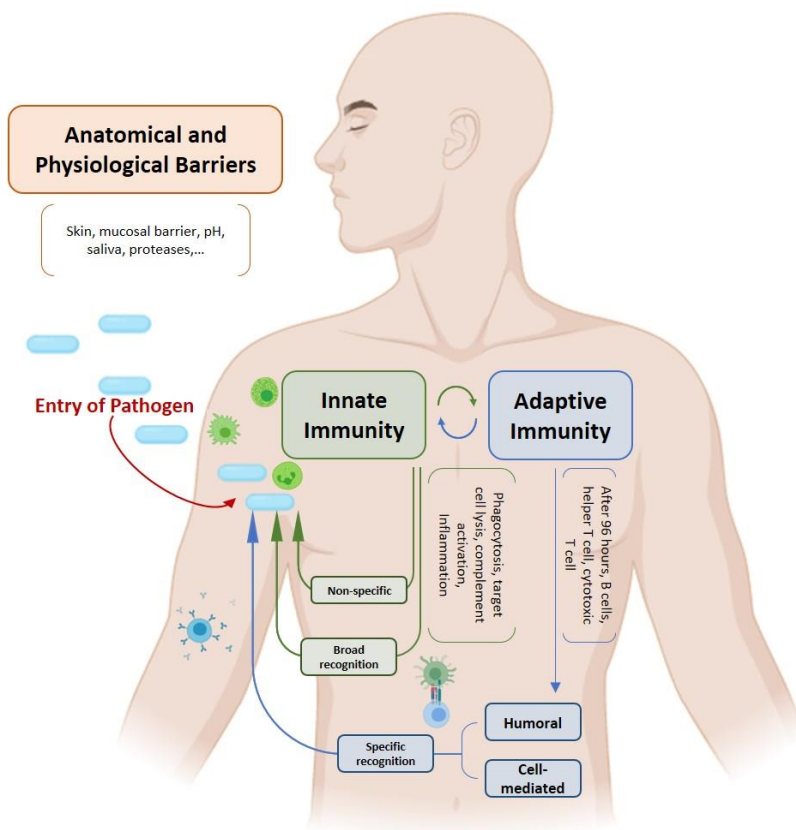 Anatomical and
Physiological Barriers
Skin, mucosal barrier, pH,
saliva, proteases,...
Entry of Pathogen
Innate
Immunity
Adaptive
Immunity
Phagocytosis, target
cell lysis, complement
activation,
Inflammation
After 96 hours, B cells,
helper T cell, cytotoxic
T cell
Non-specific
Broad
recognition
Specific
recognition
Humoral
Cell-
mediated